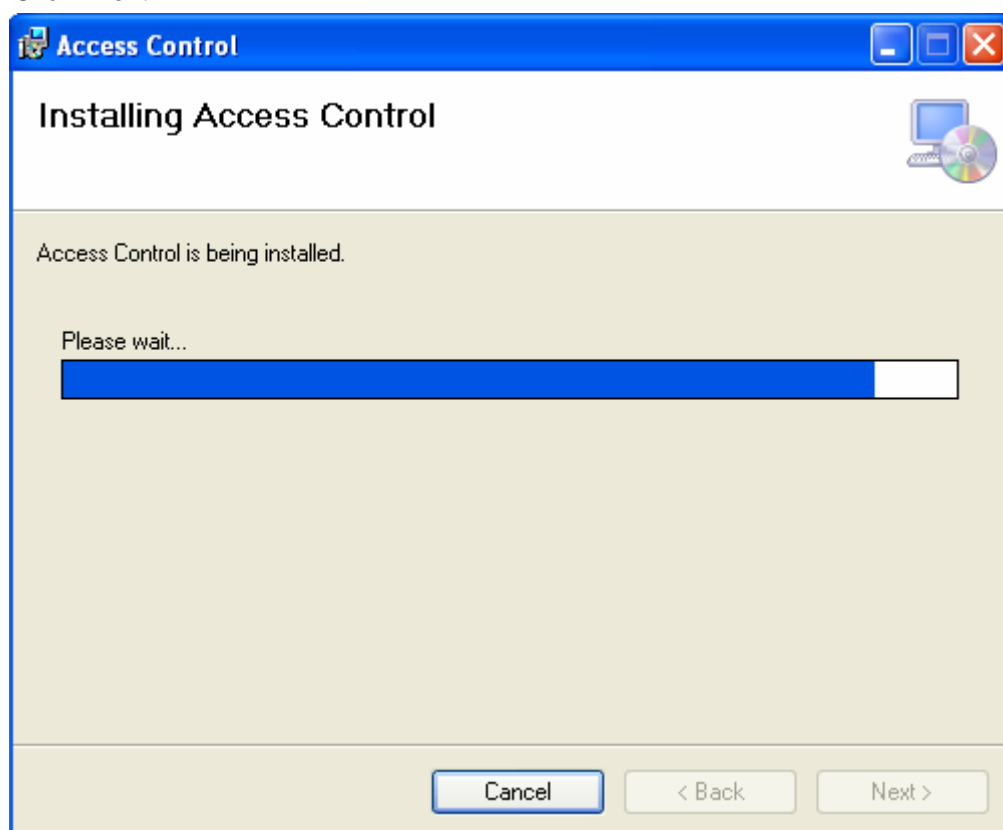 Access Control
Installing Access Control
Access Control is being installed.
Please wait...
Cancel
< Back
Next >